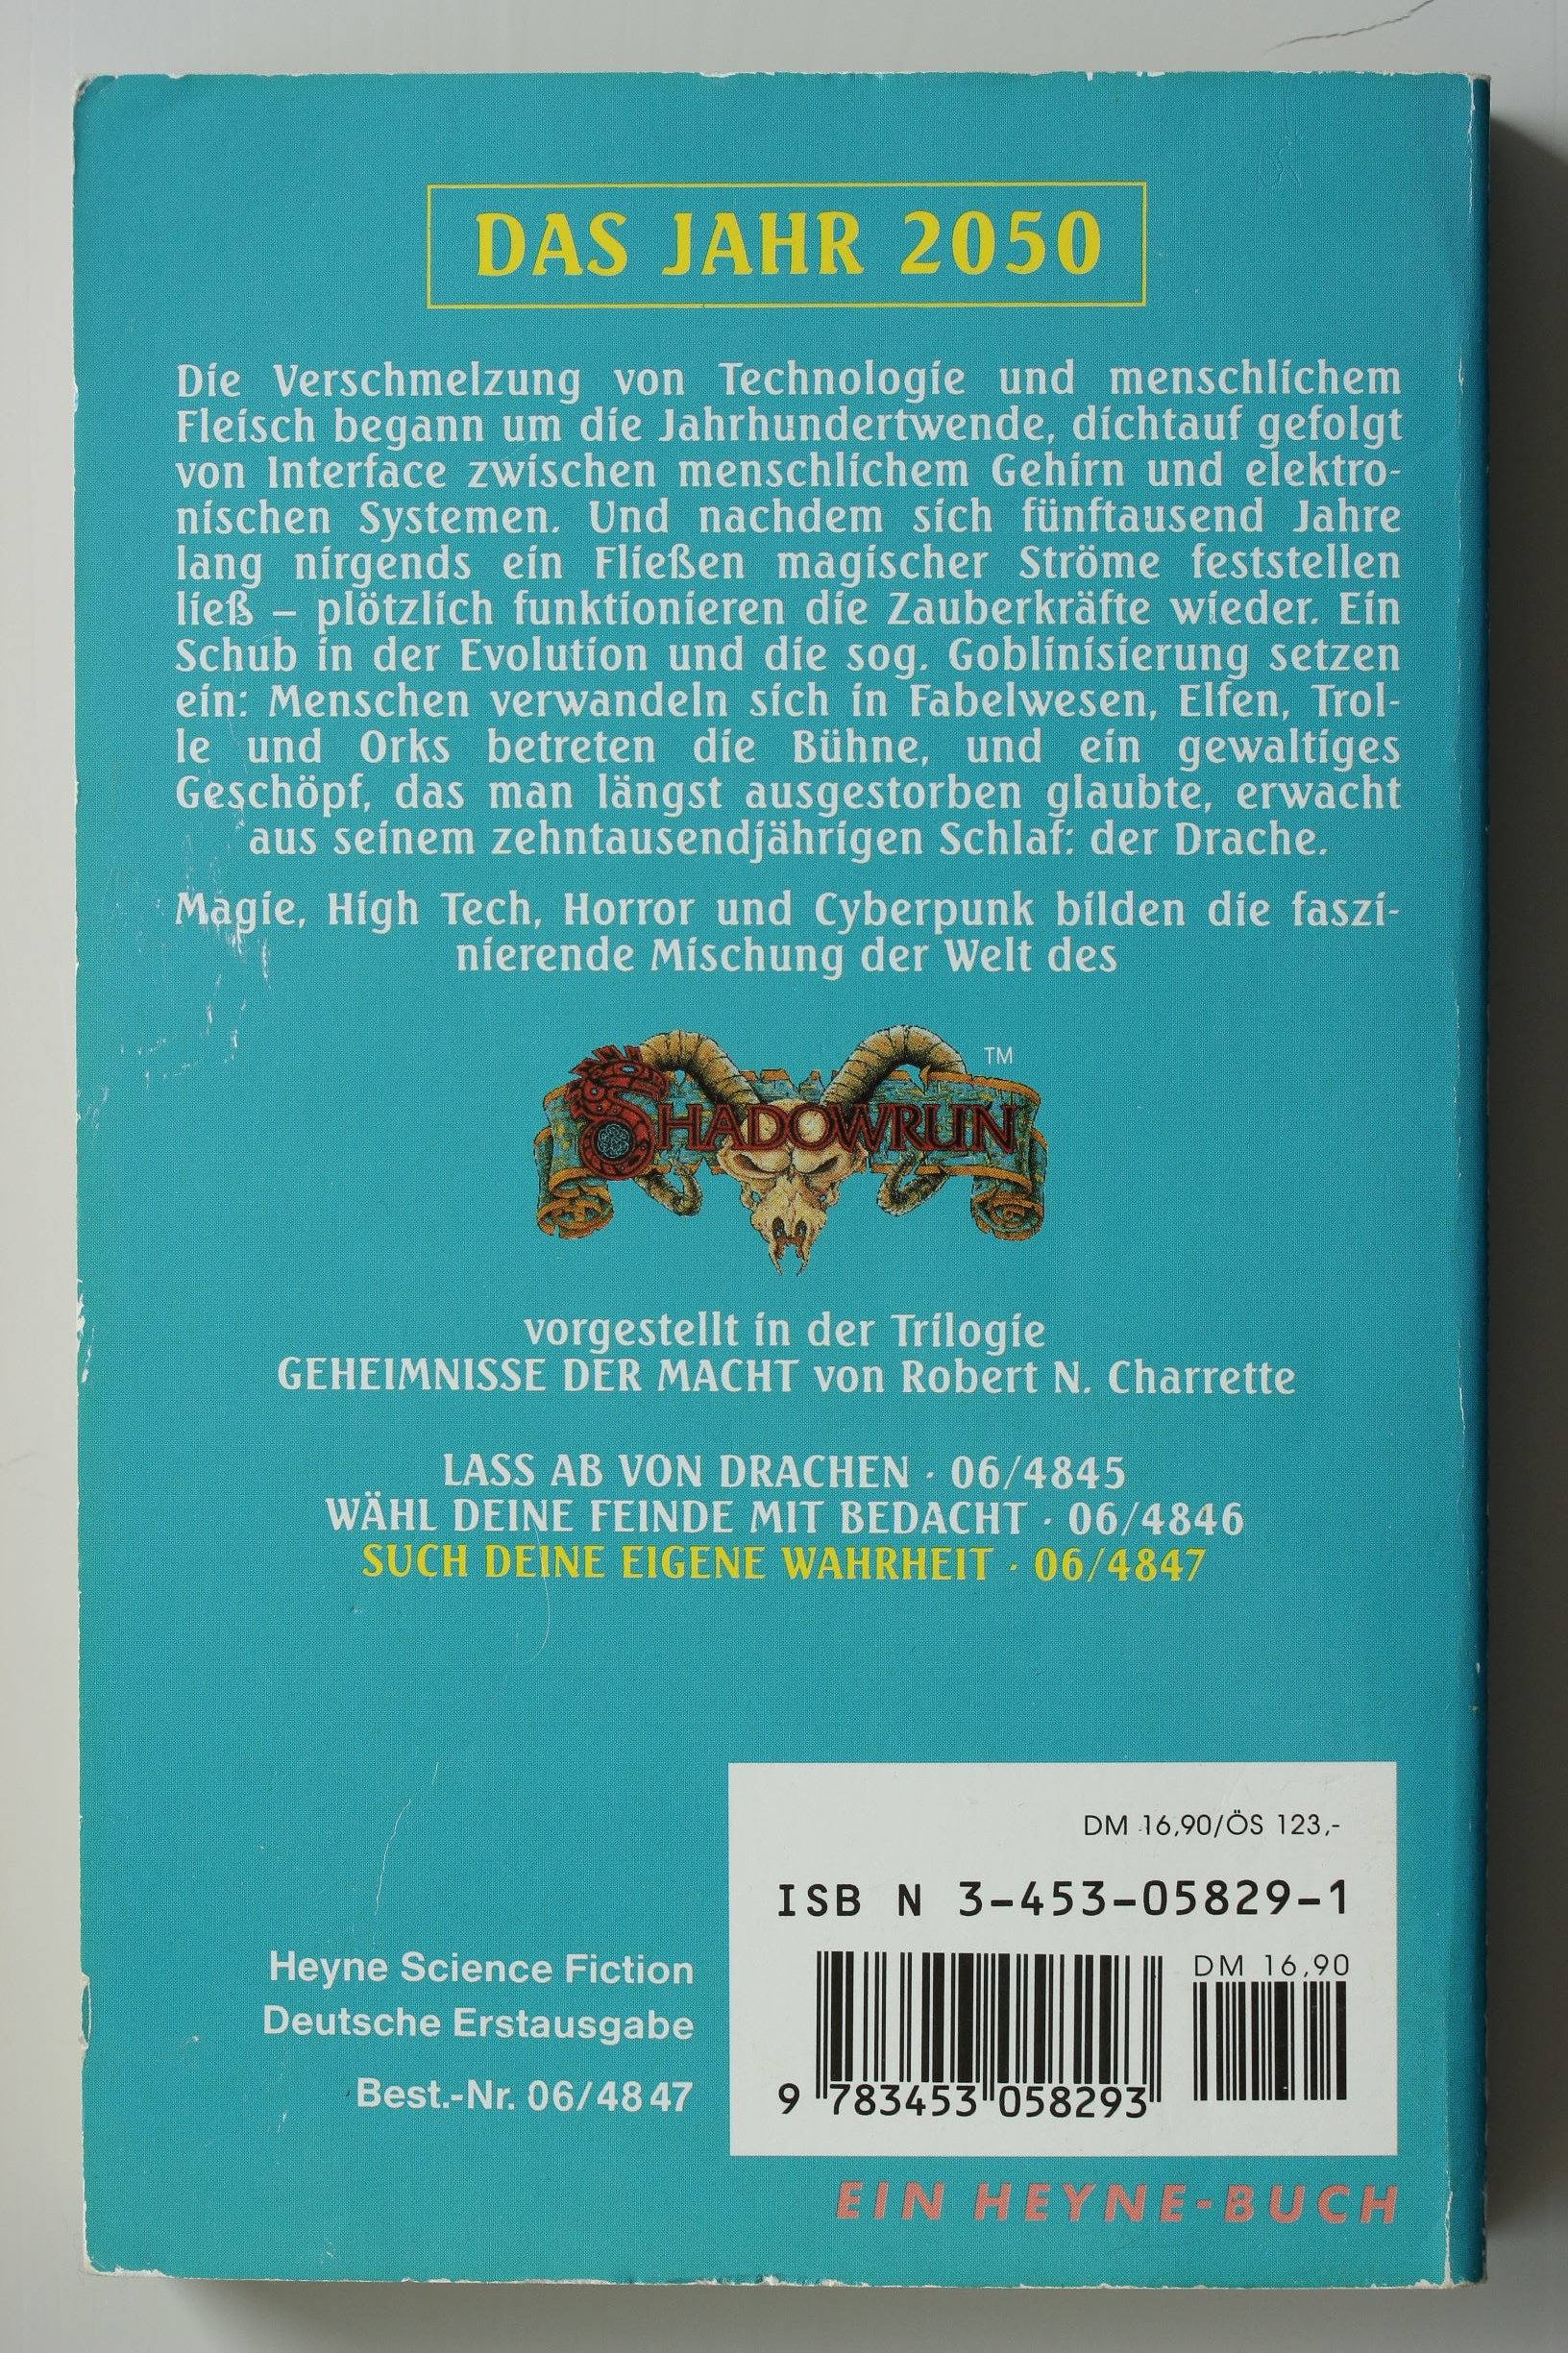 DAS JAHR 2050
Die Verschmelzung von Technologie und menschlichem
Fleisch begann um die Jahrhundertwende, dichtauf gefolgt
von Interface zwischen menschlichem Gehirn und elektro-
nischen Systemen. Und nachdem sich fünftausend Jahre
lang nirgends ein Fließen magischer Ströme feststellen
ließ – plötzlich funktionieren die Zauberkräfte wieder. Ein
Schub in der Evolution und die sog. Goblinisierung setzen
ein: Menschen verwandeln sich in Fabelwesen, Elfen, Trol-
le und Orks betreten die Bühne, und ein gewaltiges
Geschöpf, das man längst ausgestorben glaubte, erwacht
aus seinem zehntausendjährigen Schlaf: der Drache.
Magie, High Tech, Horror und Cyberpunk bilden die faszi-
nierende Mischung der Welt des
SHADOWRUN TM
vorgestellt in der Trilogie
GEHEIMNISSE DER MACHT von Robert N. Charrette
LASS AB VON DRACHEN · 06/4845
WÄHL DEINE FEINDE MIT BEDACHT · 06/4846
SUCH DEINE EIGENE WAHRHEIT · 06/4847
DM 16,90/ÖS 123,-
ISB N 3-453-05829-1
DM 16,90
9 783453 058293
Heyne Science Fiction
Deutsche Erstausgabe
Best.-Nr. 06/4847
EIN HEYNE-BUCH